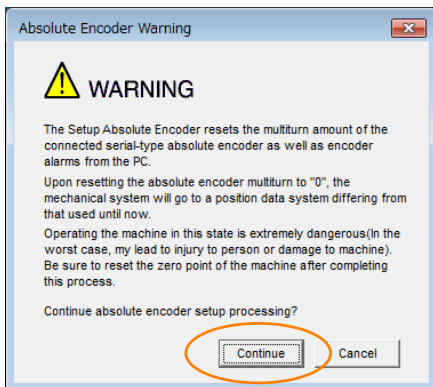 Absolute Encoder Warning
WARNING
The Setup Absolute Encoder resets the multiturn amount of the
connected serial-type absolute encoder as well as encoder
alarms from the PC.
Upon resetting the absolute encoder multiturn to "0", the
mechanical system will go to a position data system differing from
that used until now.
Operating the machine in this state is extremely dangerous(In the
worst case, my lead to injury to person or damage to machine).
Be sure to reset the zero point of the machine after completing
this process.
Continue absolute encoder setup processing?
Continue Cancel